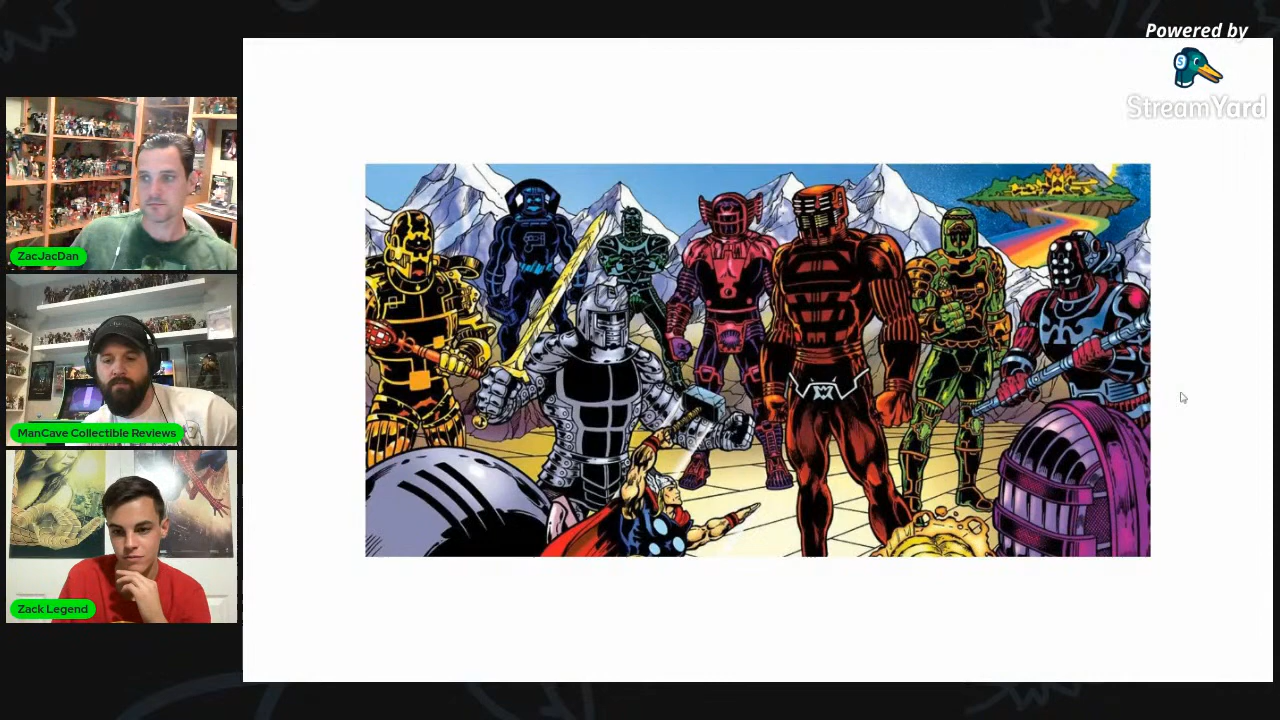 Powered by
S
StreamYard
ZacJacDan
ManCave Collectible Reviews
Zack Legend